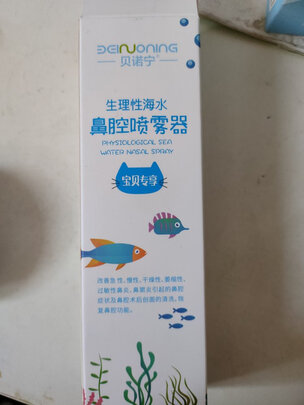 BEINUONING
贝诺宁®
生理性海水
鼻腔喷雾器
PHYSIOLOGICAL SEA
WATER NASAL SPRAY
宝贝专享
改善急性、慢性、干燥性、萎缩性、
过敏性鼻炎、鼻窦炎引起的鼻腔
症状及鼻腔术后创面的清洗，恢
复鼻腔功能。